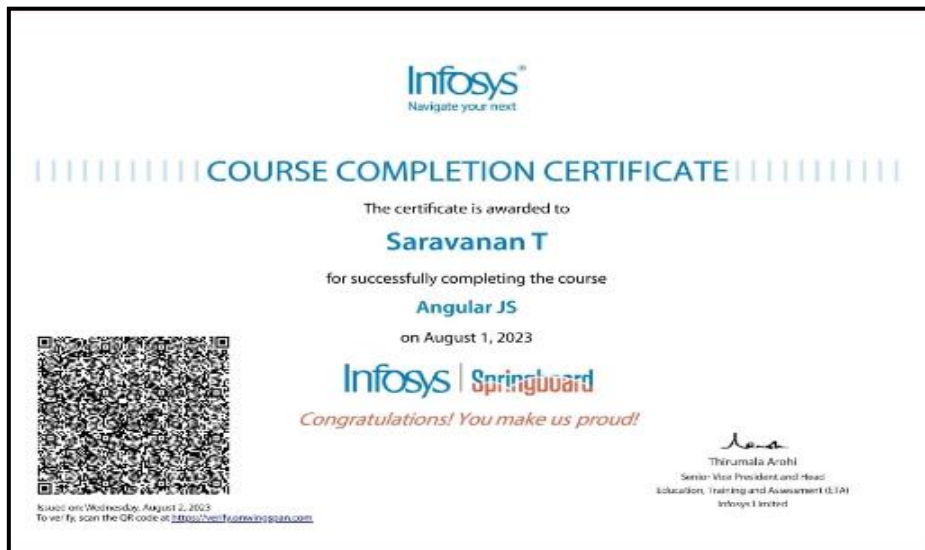 Infosys®
Navigate your next
COURSE COMPLETION CERTIFICATE
The certificate is awarded to
Saravanan T
for successfully completing the course
Angular JS
on August 1, 2023
Infosys | Springboard
Congratulations! You make us proud!
Thirumala Arohi
Senior Vice President and Head
Education, Training and Assessment (ETA)
Infosys Limited
Issued on: Wednesday, August 2, 2023
To verify, scan the QR code at https://verify.onwingspan.com